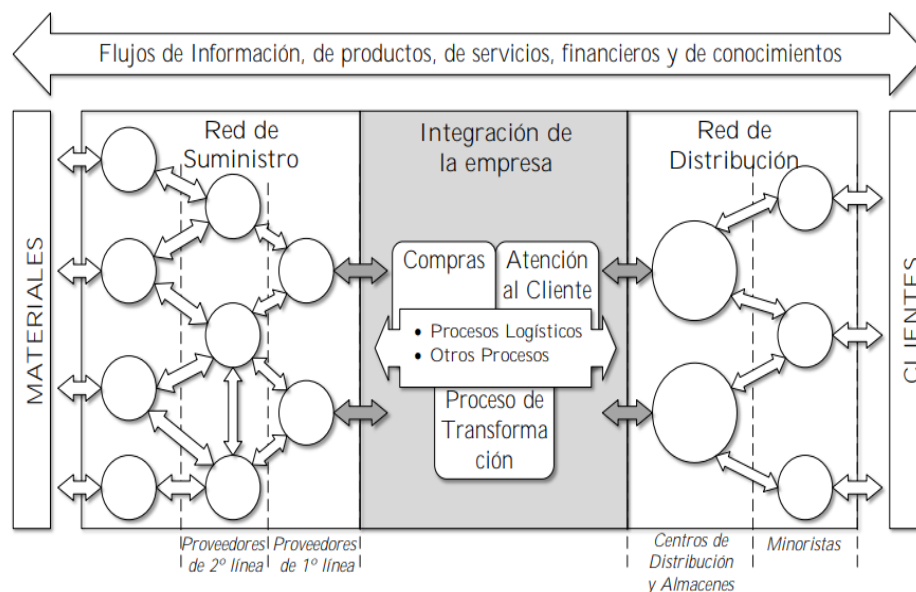 Flujos de Información, de productos, de servicios, financieros y de conocimientos
MATERIALES
Red de
Suministro
Integración de
la empresa
Red de
Distribución
CLIENTES
Compras
Atención
al Cliente
• Procesos Logísticos
• Otros Procesos
Proceso de
Transforma
ción
Proveedores
de 2º línea
Proveedores
de 1º línea
Centros de
Distribución
y Almacenes
Minoristas